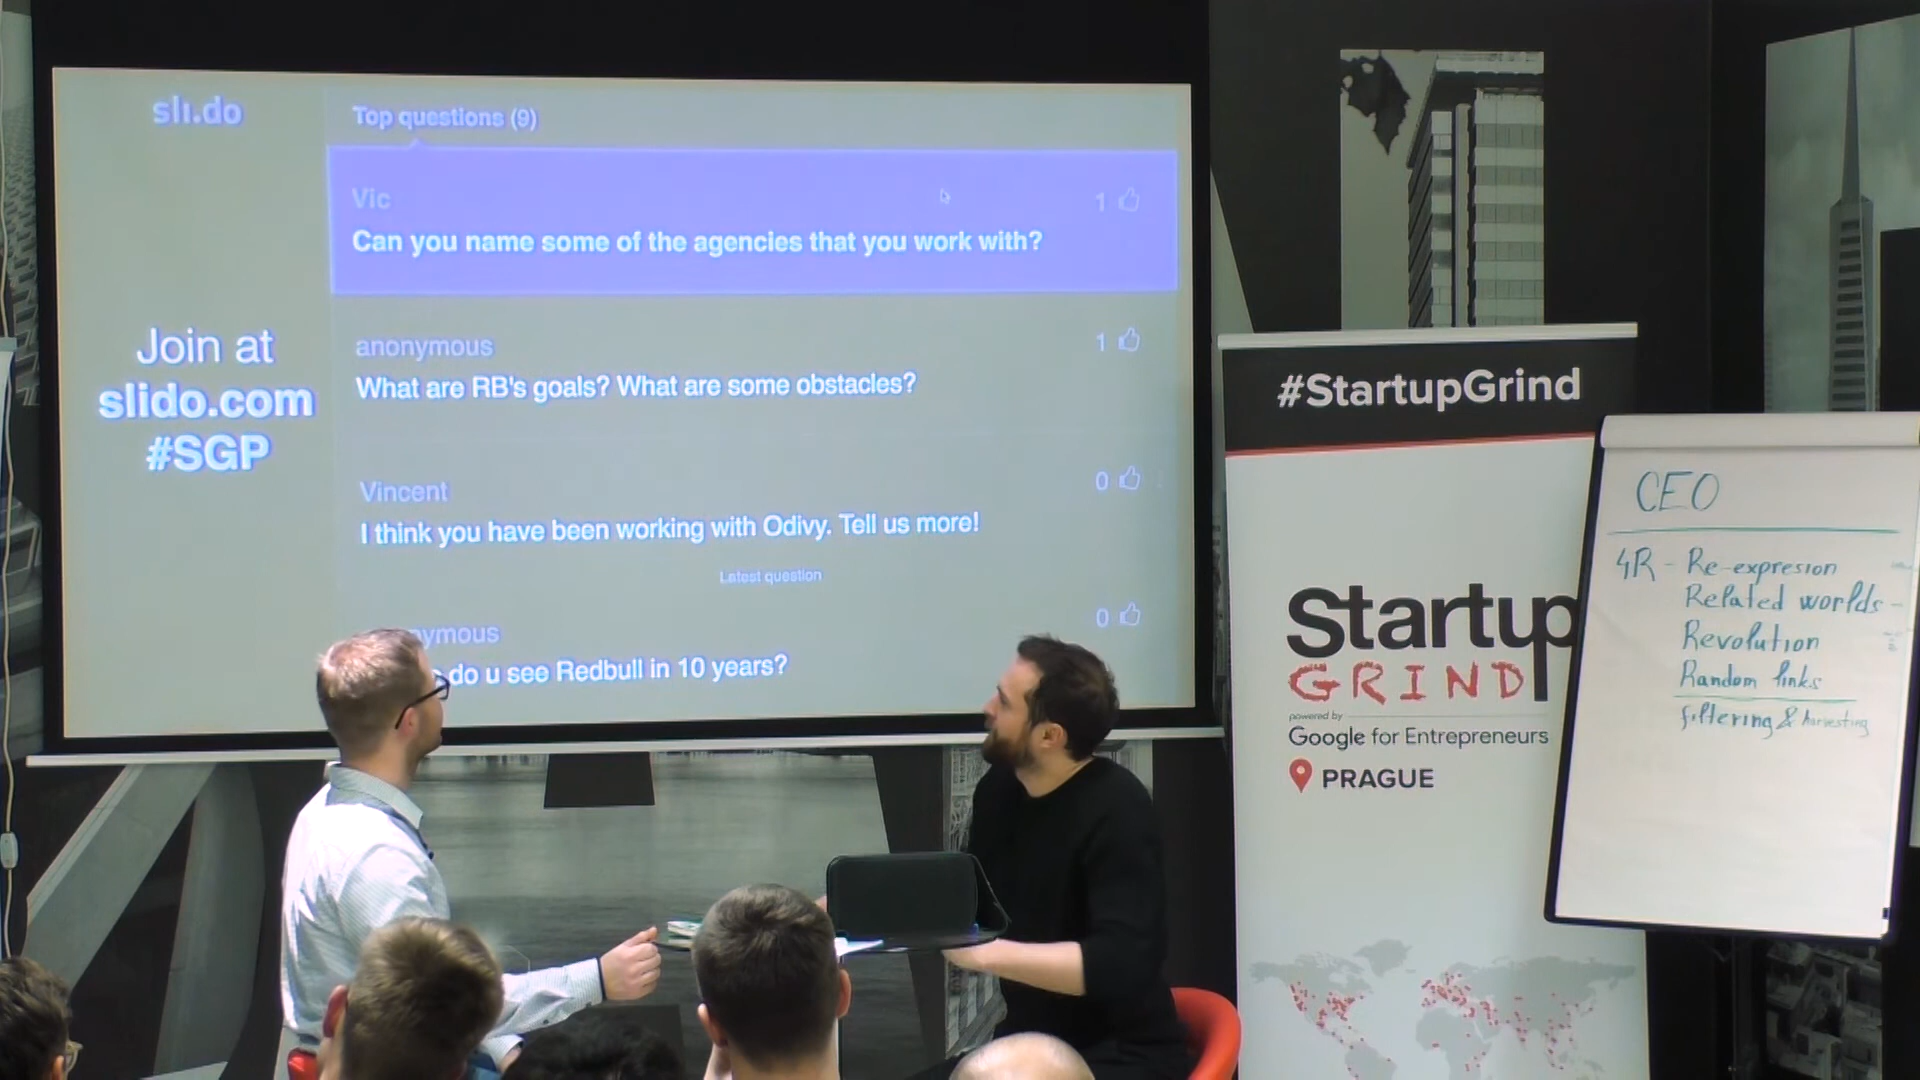 sli.do
Top questions (9)
Vic
1
Can you name some of the agencies that you work with?
anonymous
1
What are RB's goals? What are some obstacles?
Join at
slido.com
#SGP
Vincent
0
I think you have been working with Odivy. Tell us more!
Latest question
nymous
0
do u see Redbull in 10 years?
#StartupGrind
Startup
GRIND
powered by
Google for Entrepreneurs
PRAGUE
CEO
4R - Re-expresion
Related worlds -
Revolution
Random links
filtering & harvesting